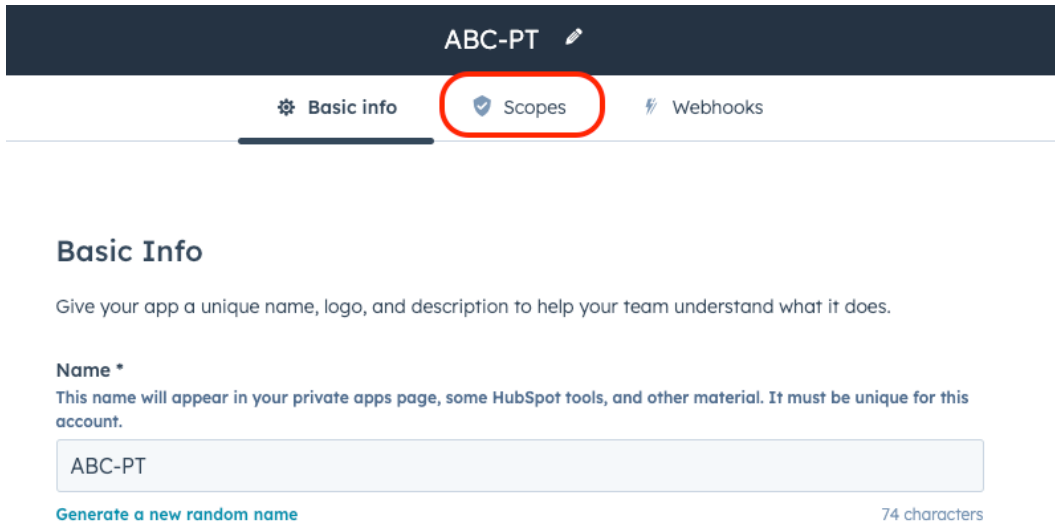 ABC-PT
Basic info
Scopes
Webhooks
Basic Info
Give your app a unique name, logo, and description to help your team understand what it does.
Name *
This name will appear in your private apps page, some HubSpot tools, and other material. It must be unique for this
account.
ABC-PT
Generate a new random name
74 characters